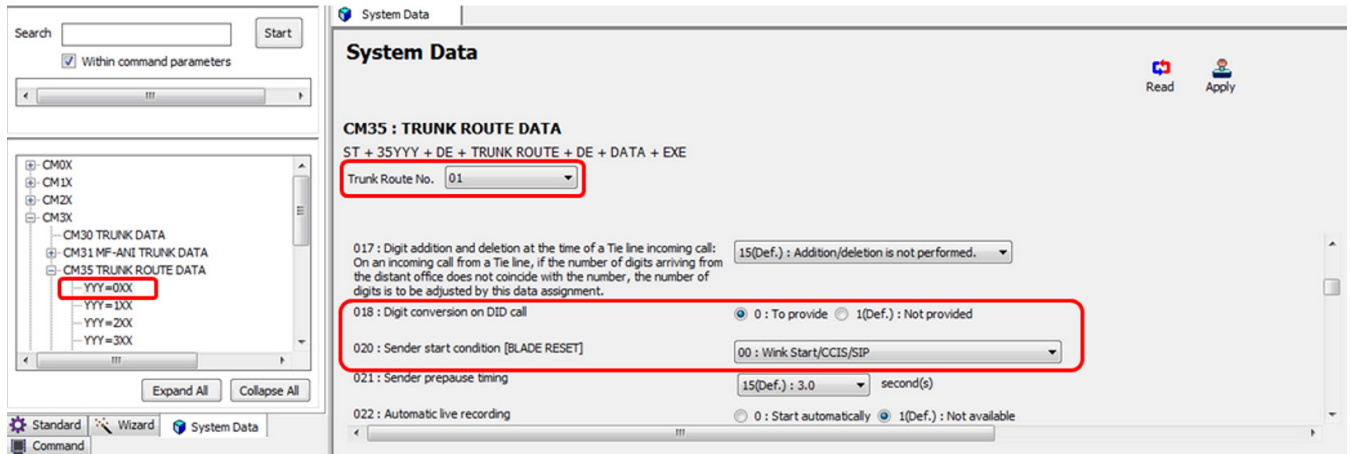 Search
Start
Within command parameters
CM0X
CM1X
CM2X
CM3X
CM30 TRUNK DATA
CM31 MF-ANI TRUNK DATA
CM35 TRUNK ROUTE DATA
YYY=0XX
YYY=1XX
YYY=2XX
YYY=3XX
Expand All Collapse All
Standard Wizard System Data
Command
System Data
System Data
Read Apply
CM35 : TRUNK ROUTE DATA
ST + 35YYY + DE + TRUNK ROUTE + DE + DATA + EXE
Trunk Route No. 01
017 : Digit addition and deletion at the time of a Tie line incoming call: 15(Def.) : Addition/deletion is not performed.
On an incoming call from a Tie line, if the number of digits arriving from
the distant office does not coincide with the number, the number of
digits is to be adjusted by this data assignment.
018 : Digit conversion on DID call 0 : To provide 1(Def.) : Not provided
020 : Sender start condition [BLADE RESET] 00 : Wink Start/CCIS/SIP
021 : Sender prepause timing 15(Def.) : 3.0 second(s)
022 : Automatic live recording 0 : Start automatically 1(Def.) : Not available